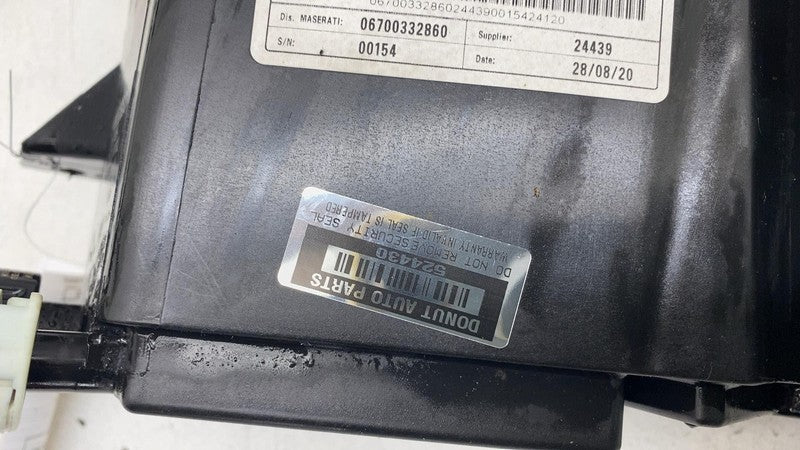 06700332860244390015424120
Dis. MASERATI: 06700332860 Supplier: 24439
S/N: 00154 Date: 28/08/20
DONUT AUTO PARTS
524430
DO NOT REMOVE SECURITY SEAL
WARRANTY INVALID IF SEAL IS TAMPERED